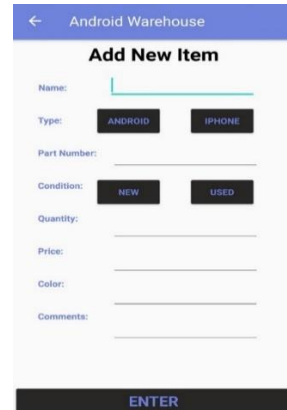 ← Android Warehouse
Add New Item
Name:
Type: ANDROID IPHONE
Part Number:
Condition: NEW USED
Quantity:
Price:
Color:
Comments:
ENTER